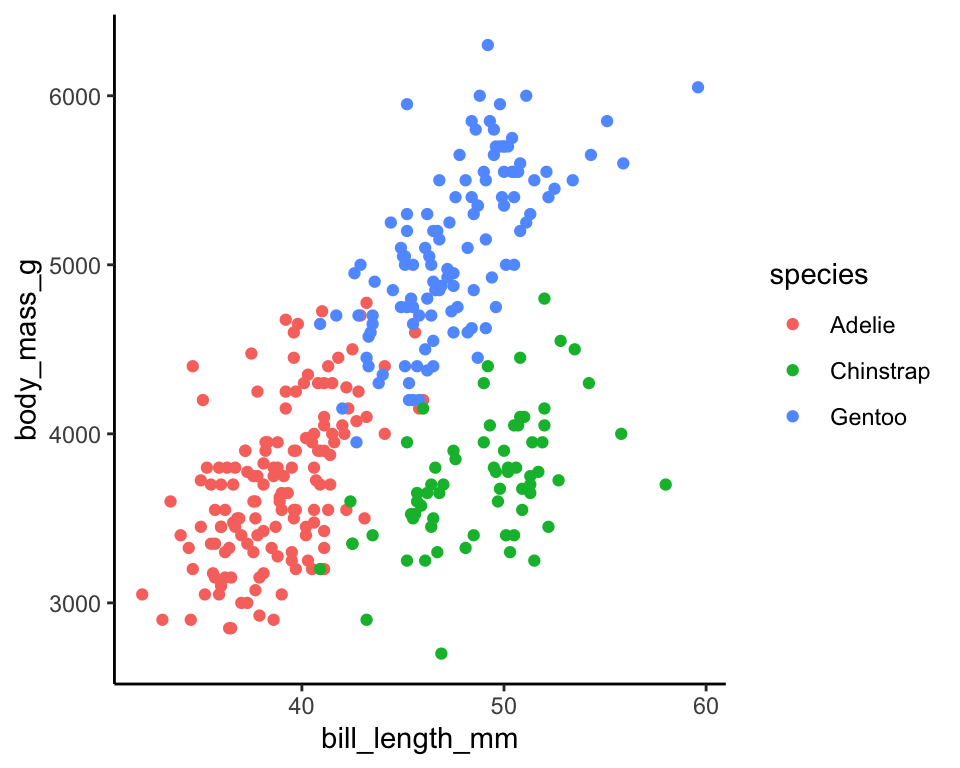 6000
5000
4000
3000
body_mass_g
40
50
60
bill_length_mm
species
Adelie
Chinstrap
Gentoo